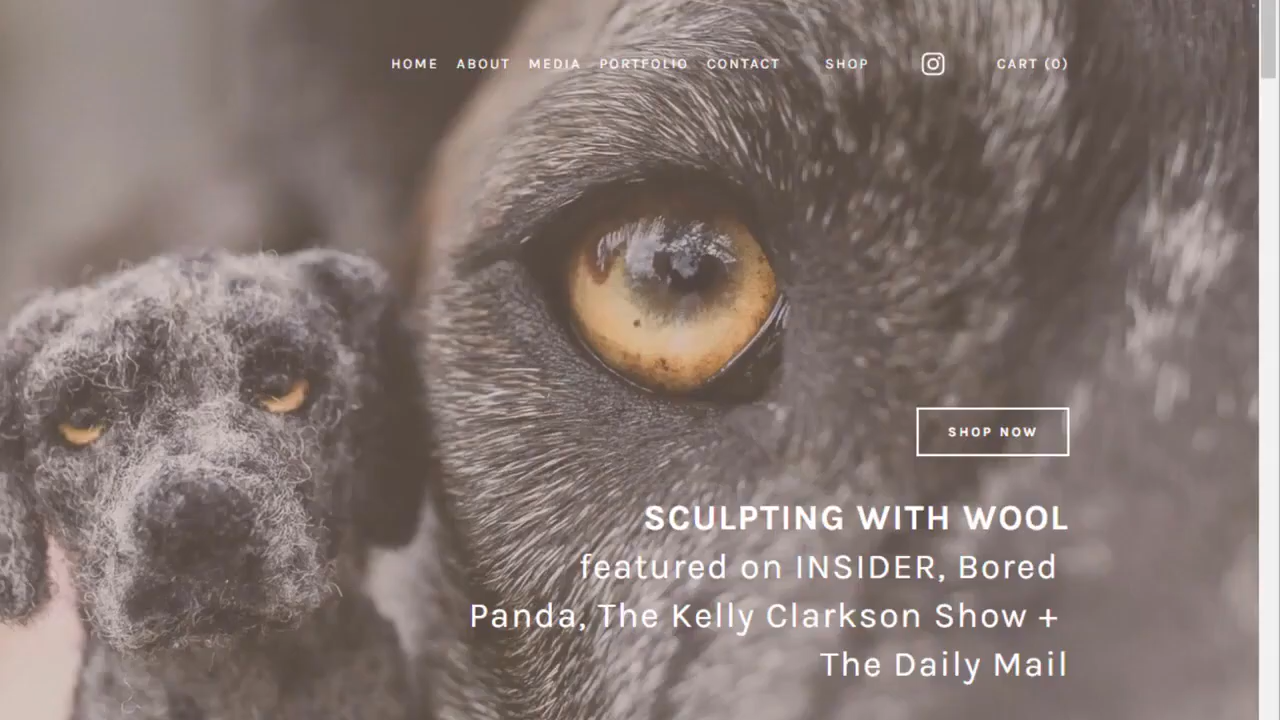 HOME ABOUT MEDIA PORTFOLIO CONTACT SHOP CART (0)
SHOP NOW
SCULPTING WITH WOOL
featured on INSIDER, Bored
Panda, The Kelly Clarkson Show +
The Daily Mail